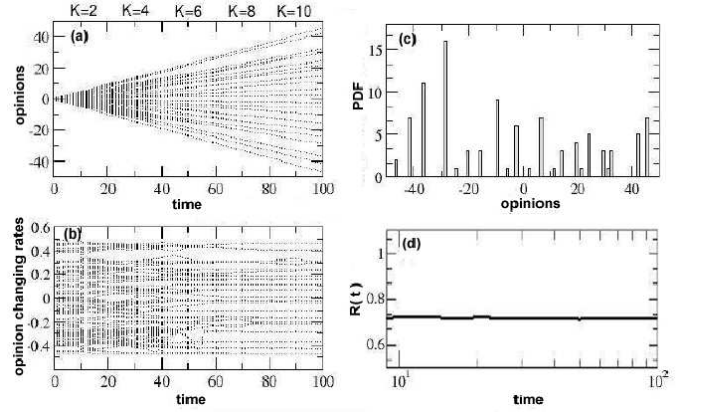 K=2 K=4 K=6 K=8 K=10
(a)
opinions
40
20
0
-20
-40
0 20 40 60 80 100
time
(b)
opinion changing rates
0.6
0.4
0.2
0
-0.2
-0.4
0 20 40 60 80 100
time
(c)
PDF
15
10
5
0
-40 -20 0 20 40
opinions
(d)
R(t)
1
0.8
0.6
10^1 10^2
time